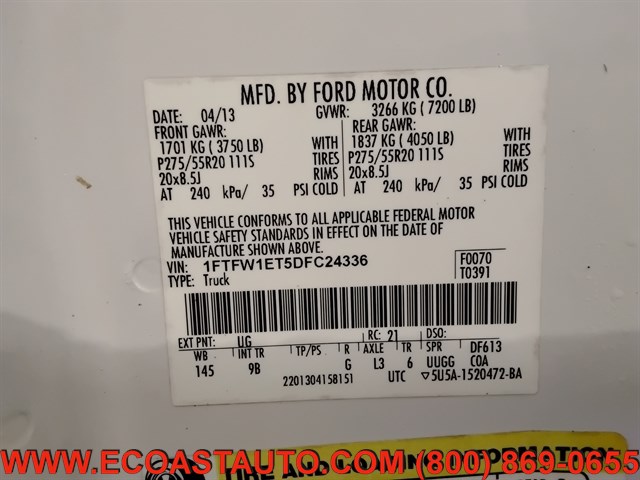 MFD. BY FORD MOTOR CO.
DATE: 04/13 GVWR: 3266 KG ( 7200 LB)
FRONT GAWR: REAR GAWR:
1701 KG ( 3750 LB) WITH 1837 KG ( 4050 LB) WITH
P275/55R20 111S TIRES P275/55R20 111S TIRES
20x8.5J RIMS 20x8.5J RIMS
AT 240 kPa/ 35 PSI COLD AT 240 kPa/ 35 PSI COLD
THIS VEHICLE CONFORMS TO ALL APPLICABLE FEDERAL MOTOR
VEHICLE SAFETY STANDARDS IN EFFECT ON THE DATE OF
MANUFACTURE SHOWN ABOVE.
VIN: 1FTFW1ET5DFC24336 F0070
TYPE: Truck T0391
EXT PNT: UG RC: 21 DSO:
WB INT TR TP/PS R AXLE TR SPR DF613
145 9B G L3 6 UUGG COA
2201304158151 UTC ▽5U5A-1520472-BA
TIRE AND LOADING INFORMATION
WWW.ECOASTAUTO.COM (800) 869-0655